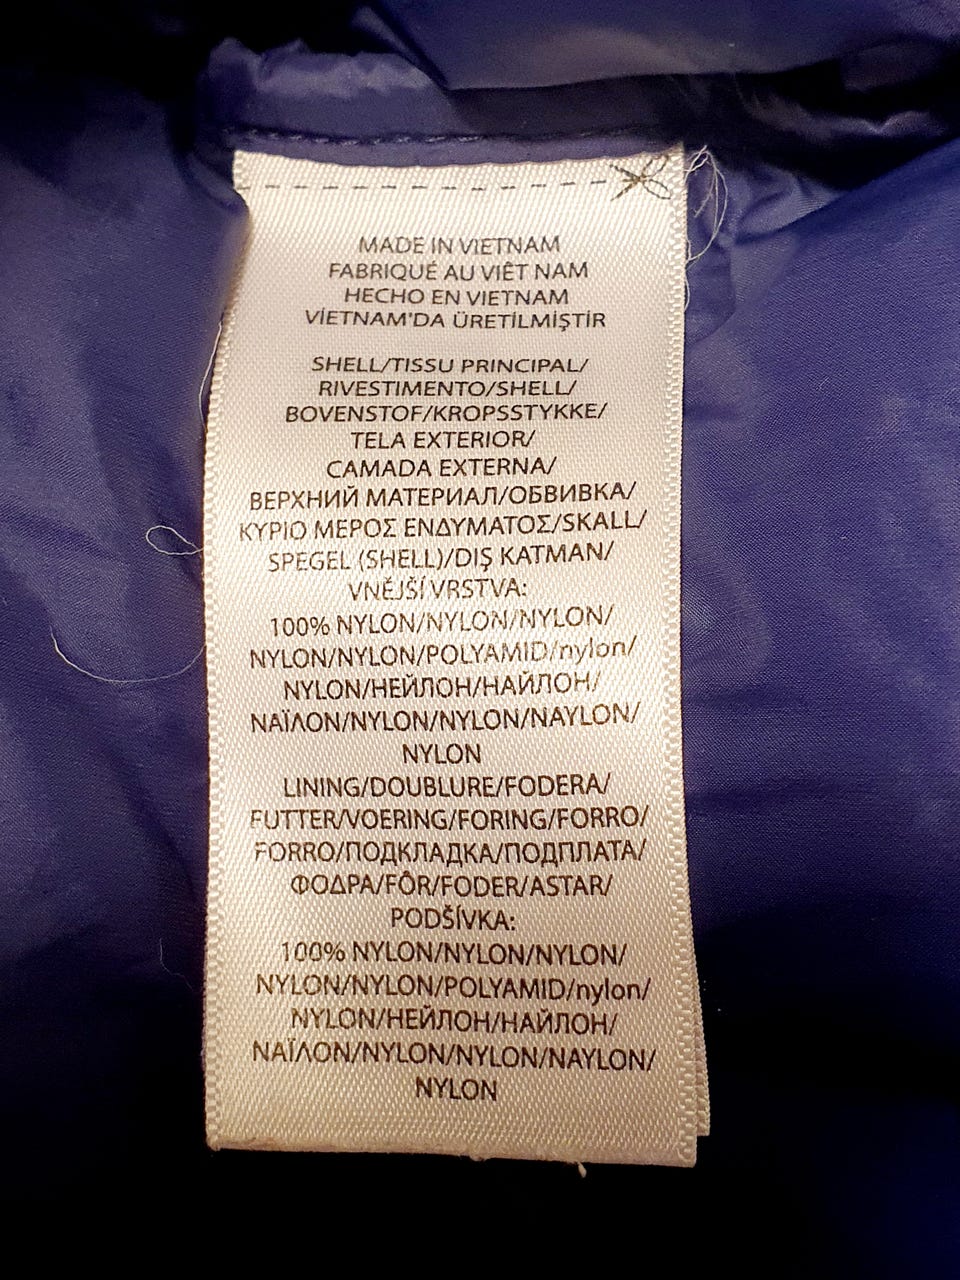 MADE IN VIETNAM
FABRIQUÉ AU VIÊT NAM
HECHO EN VIETNAM
VİETNAM'DA ÜRETİLMİŞTİR
SHELL/TISSU PRINCIPAL/
RIVESTIMENTO/SHELL/
BOVENSTOF/KROPSSTYKKE/
TELA EXTERIOR/
CAMADA EXTERNA/
ВЕРХНИЙ МАТЕРИАЛ/ОБВИВКА/
ΚΥΡΙΟ ΜΕΡΟΣ ΕΝΔΥΜΑΤΟΣ/SKALL/
SPEGEL (SHELL)/DIŞ KATMAN/
VNĚJŠÍ VRSTVA:
100% NYLON/NYLON/NYLON/
NYLON/NYLON/POLYAMID/nylon/
NYLON/НЕЙЛОН/НАЙЛОН/
ΝΑΪΛΟΝ/NYLON/NYLON/NAYLON/
NYLON
LINING/DOUBLURE/FODERA/
FUTTER/VOERING/FORING/FORRO/
FORRO/ПОДКЛАДКА/ПОДПЛАТА/
ΦΟΔΡΑ/FÔR/FODER/ASTAR/
PODŠÍVKA:
100% NYLON/NYLON/NYLON/
NYLON/NYLON/POLYAMID/nylon/
NYLON/НЕЙЛОН/НАЙЛОН/
ΝΑΪΛΟΝ/NYLON/NYLON/NAYLON/
NYLON